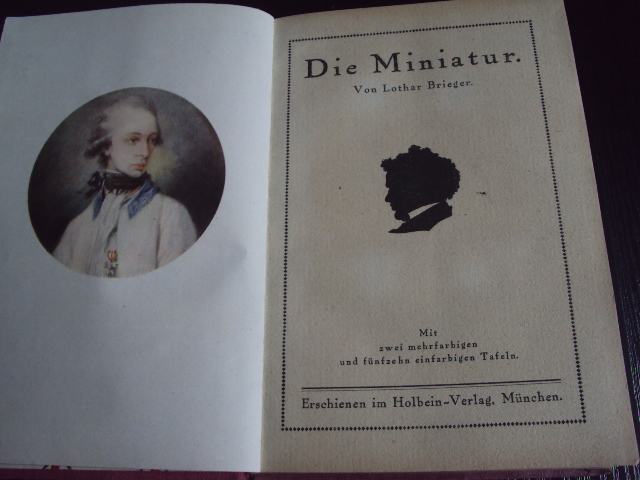 Die Miniatur.
Von Lothar Brieger.
Mit
zwei mehrfarbigen
und fünfzehn einfarbigen Tafeln.
Erschienen im Holbein-Verlag, München.